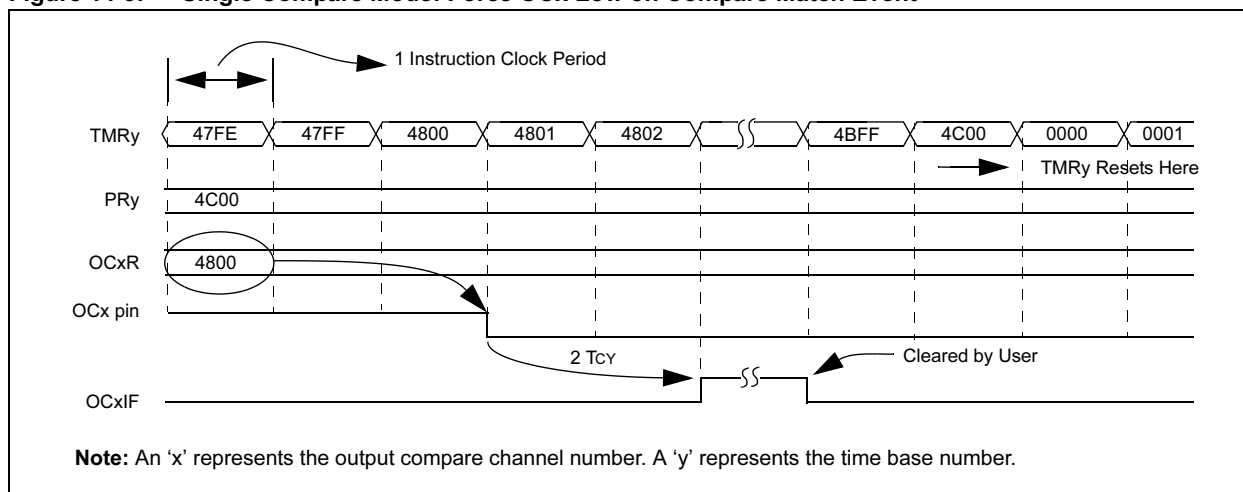 1 Instruction Clock Period
TMRy 47FE 47FF 4800 4801 4802 4BFF 4C00 0000 0001
TMRy Resets Here
PRy 4C00
OCxR 4800
OCx pin
2 TCY
Cleared by User
OCxIF
Note: An 'x' represents the output compare channel number. A 'y' represents the time base number.